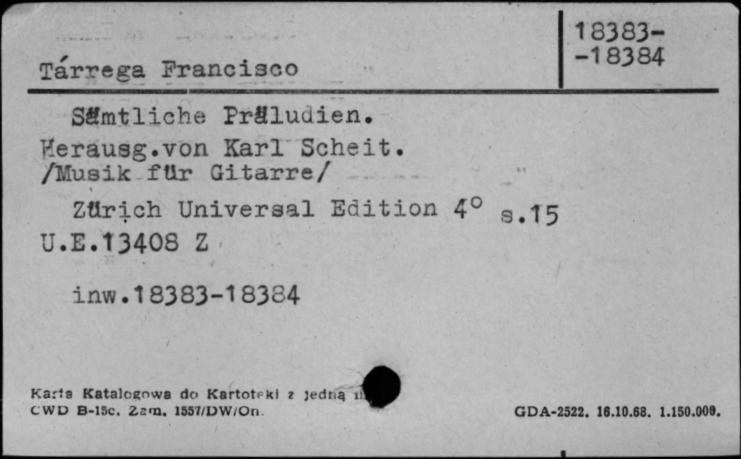 18383-
-18384
Tárrega Francisco
Sämtliche Präludien.
Herausg.von Karl Scheit.
/Musik für Gitarre/
Zürich Universal Edition 4° s.15
U.E.13408 Z
inw.18383-18384
Karta Katalogowa do Kartoteki z jedną
CWD B-15c. Zam. 1557/DW/On.
GDA-2522. 16.10.68. 1.150.000.